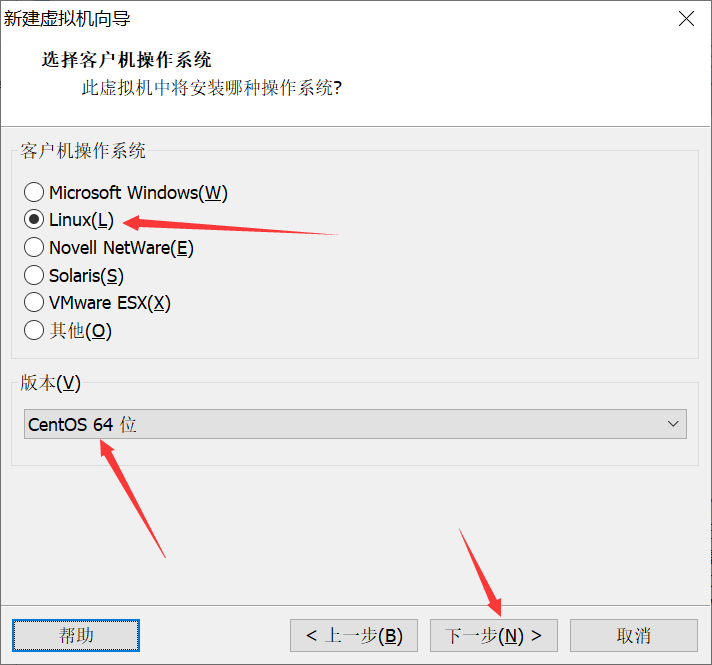 新建虚拟机向导
选择客户机操作系统
此虚拟机中将安装哪种操作系统?
客户机操作系统
Microsoft Windows(W)
Linux(L)
Novell NetWare(E)
Solaris(S)
VMware ESX(X)
其他(O)
版本(V)
CentOS 64 位
帮助 < 上一步(B) 下一步(N) > 取消